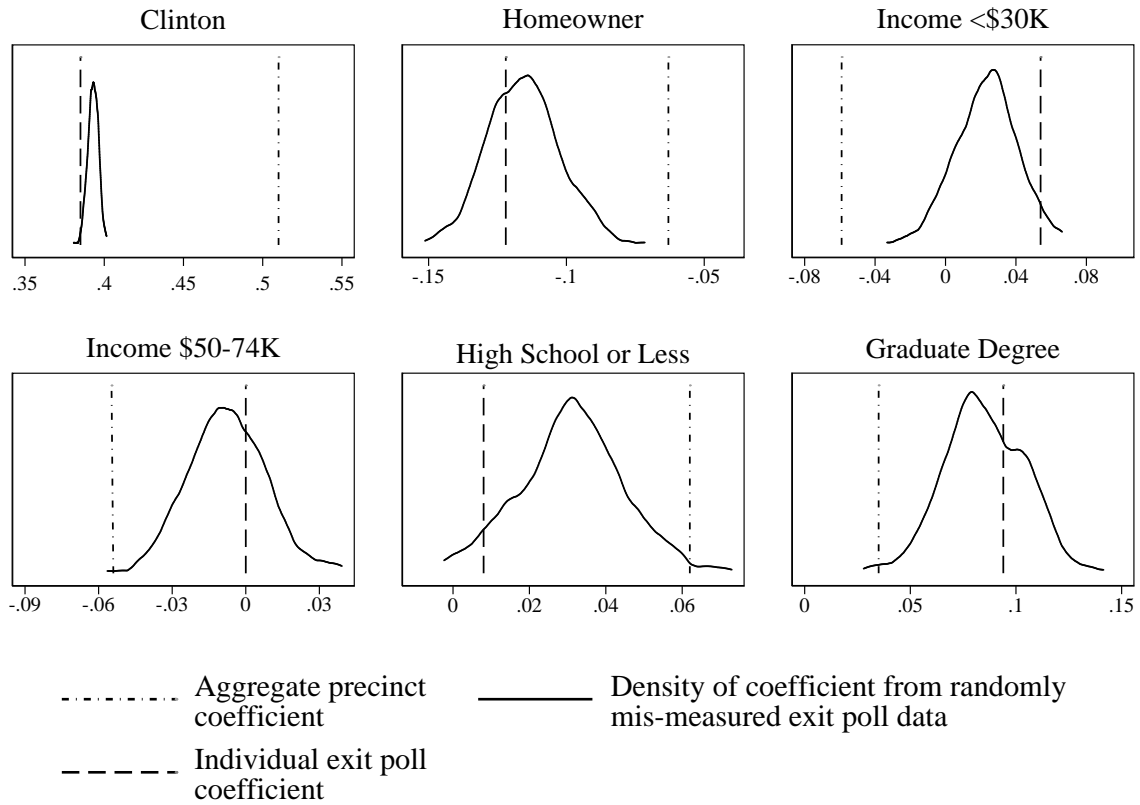 Clinton
Homeowner
Income <$30K
.35 .4 .45 .5 .55
-.15 -.1 -.05
-.08 -.04 0 .04 .08
Income $50-74K
High School or Less
Graduate Degree
-.09 -.06 -.03 0 .03
0 .02 .04 .06
0 .05 .1 .15
Aggregate precinct
coefficient
Individual exit poll
coefficient
Density of coefficient from randomly
mis-measured exit poll data